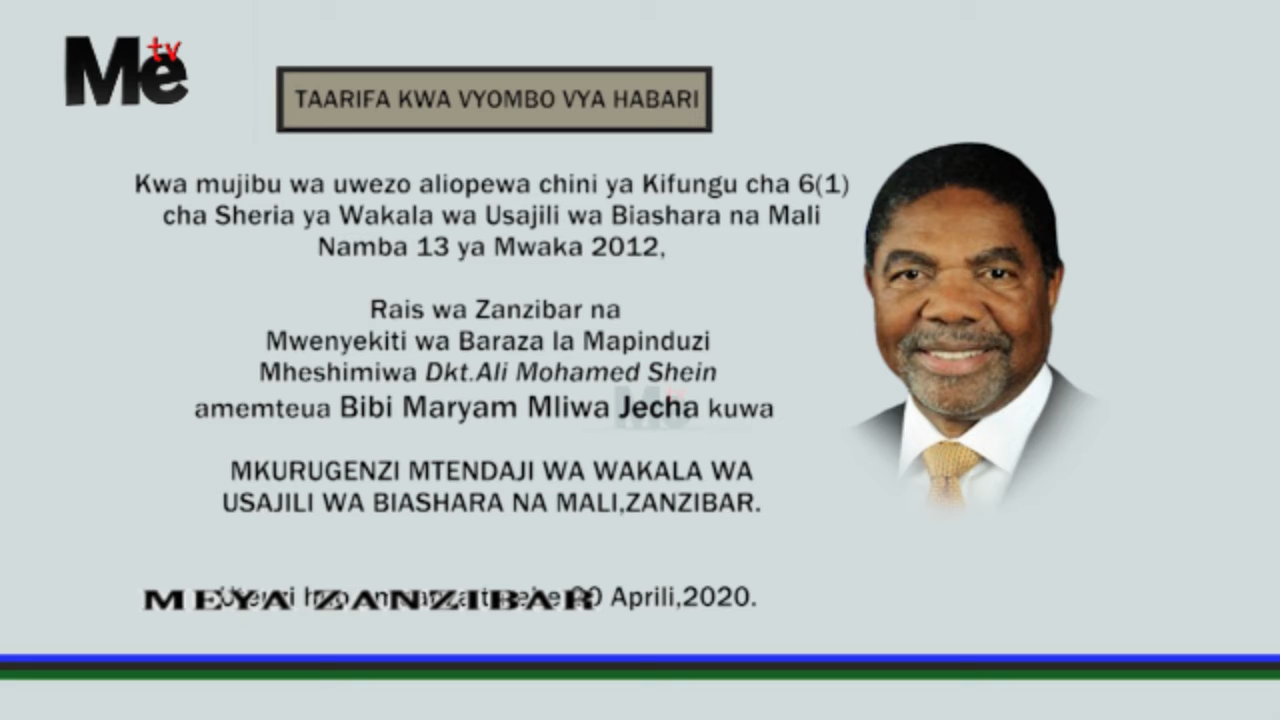 Me tv
TAARIFA KWA VYOMBO VYA HABARI
Kwa mujibu wa uwezo aliopewa chini ya Kifungu cha 6(1)
cha Sheria ya Wakala wa Usajili wa Biashara na Mali
Namba 13 ya Mwaka 2012,
Rais wa Zanzibar na
Mwenyekiti wa Baraza la Mapinduzi
Mheshimiwa Dkt.Ali Mohamed Shein
amemteua Bibi Maryam Mliwa Jecha kuwa
MKURUGENZI MTENDAJI WA WAKALA WA
USAJILI WA BIASHARA NA MALI,ZANZIBAR.
MEYA ZANZIBAR
Aprili,2020.